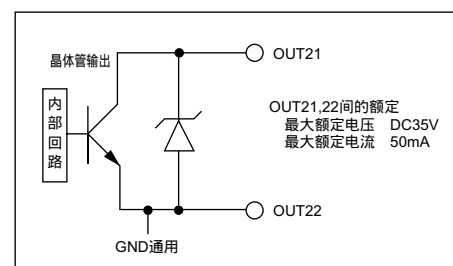 晶体管输出
OUT21
内部回路
OUT21,22间的额定
最大额定电压 DC35V
最大额定电流 50mA
OUT22
GND通用